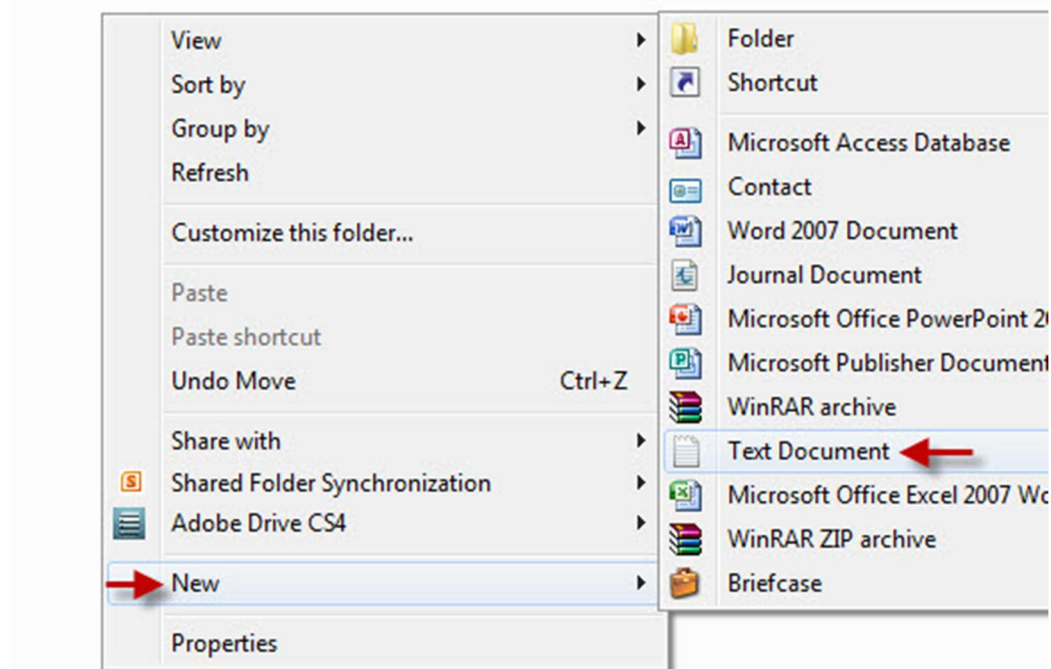 View
Sort by
Group by
Refresh
Customize this folder...
Paste
Paste shortcut
Undo Move Ctrl+Z
Share with
Shared Folder Synchronization
Adobe Drive CS4
New
Properties
Folder
Shortcut
Microsoft Access Database
Contact
Word 2007 Document
Journal Document
Microsoft Office PowerPoint
Microsoft Publisher Document
WinRAR archive
Text Document
Microsoft Office Excel 2007
WinRAR ZIP archive
Briefcase